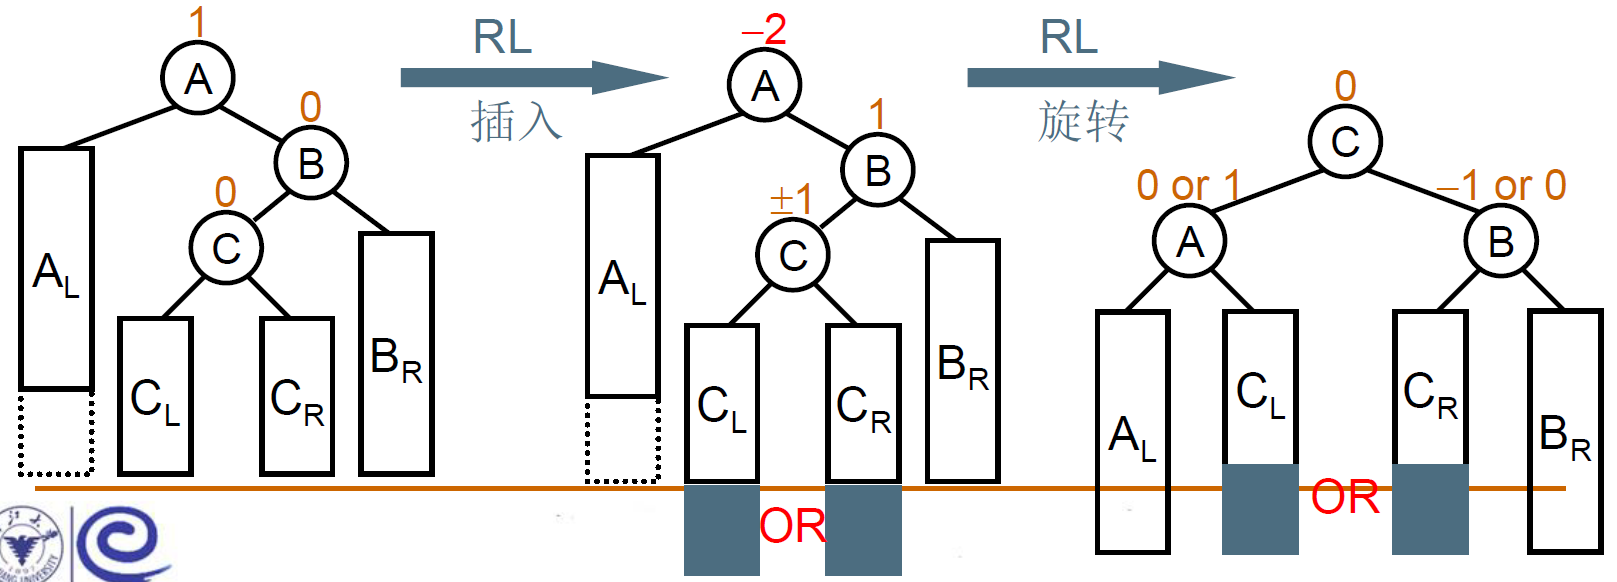 1
A
0
B
0
C
A_L
C_L
C_R
B_R
RL
插入
−2
A
1
B
±1
C
A_L
C_L
C_R
B_R
OR
RL
旋转
0
C
0 or 1
A
−1 or 0
B
A_L
C_L
C_R
B_R
OR